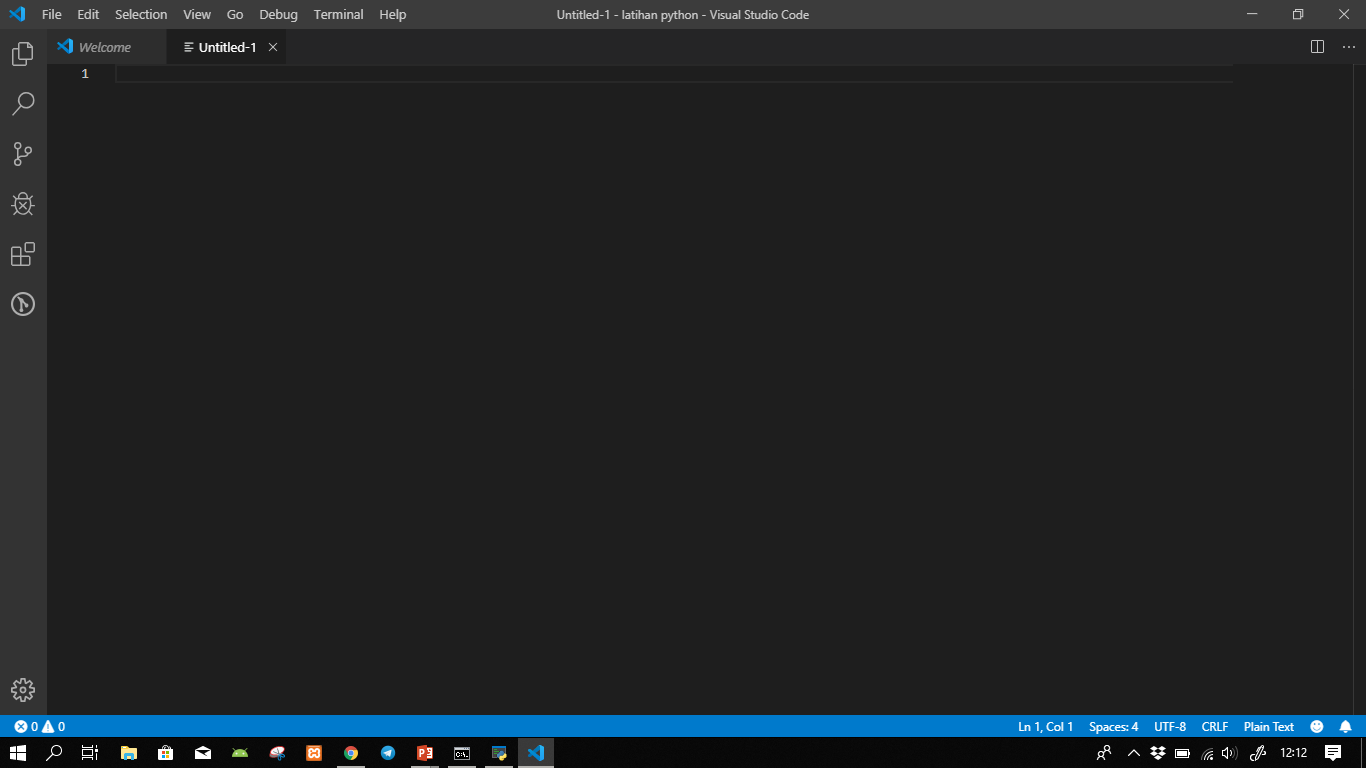 File Edit Selection View Go Debug Terminal Help
Untitled-1 - latihan python - Visual Studio Code
Welcome
Untitled-1
1
0 0
Ln 1, Col 1 Spaces: 4 UTF-8 CRLF Plain Text
12:12